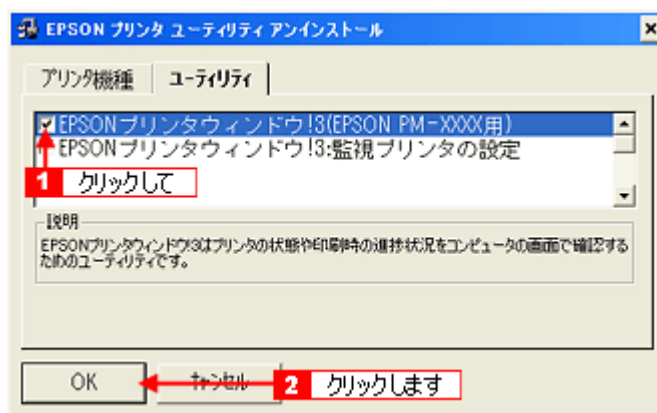 EPSON プリンタ ユーティリティ アンインストール
プリンタ機種 ユーティリティ
EPSONプリンタウィンドウ!3(EPSON PM-XXXX用)
EPSONプリンタウィンドウ!3:監視プリンタの設定
1 クリックして
説明
EPSONプリンタウィンドウ!3はプリンタの状態や印刷時の進捗状況をコンピュータの画面で確認する
ためのユーティリティです。
OK キャンセル 2 クリックします